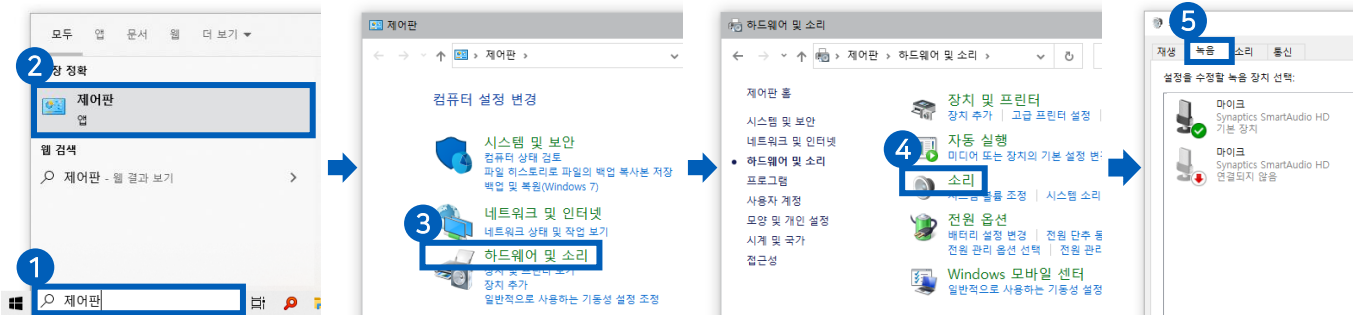 모두 앱 문서 웹 더 보기
2
장 정확
제어판
앱
웹 검색
제어판 - 웹 결과 보기
1
제어판
제어판
제어판
컴퓨터 설정 변경
시스템 및 보안
컴퓨터 상태 검토
파일 히스토리로 파일의 백업 복사본 저장
백업 및 복원(Windows 7)
3
네트워크 및 인터넷
네트워크 상태 및 작업 보기
하드웨어 및 소리
장치 및 프린터 보기
장치 추가
일반적으로 사용하는 기동성 설정 조정
하드웨어 및 소리
제어판 하드웨어 및 소리
제어판 홈
시스템 및 보안
네트워크 및 인터넷
하드웨어 및 소리
프로그램
사용자 계정
모양 및 개인 설정
시계 및 국가
접근성
장치 및 프린터
장치 추가 고급 프린터 설정
4
자동 실행
미디어 또는 장치의 기본 설정 변
소리
시스템 볼륨 조정 시스템 소리
전원 옵션
배터리 설정 변경 전원 단추 동
전원 관리 옵션 선택 전원 관리
Windows 모바일 센터
일반적으로 사용하는 기동성 설정
5
재생 녹음 소리 통신
설정을 수정할 녹음 장치 선택:
마이크
Synaptics SmartAudio HD
기본 장치
마이크
Synaptics SmartAudio HD
연결되지 않음